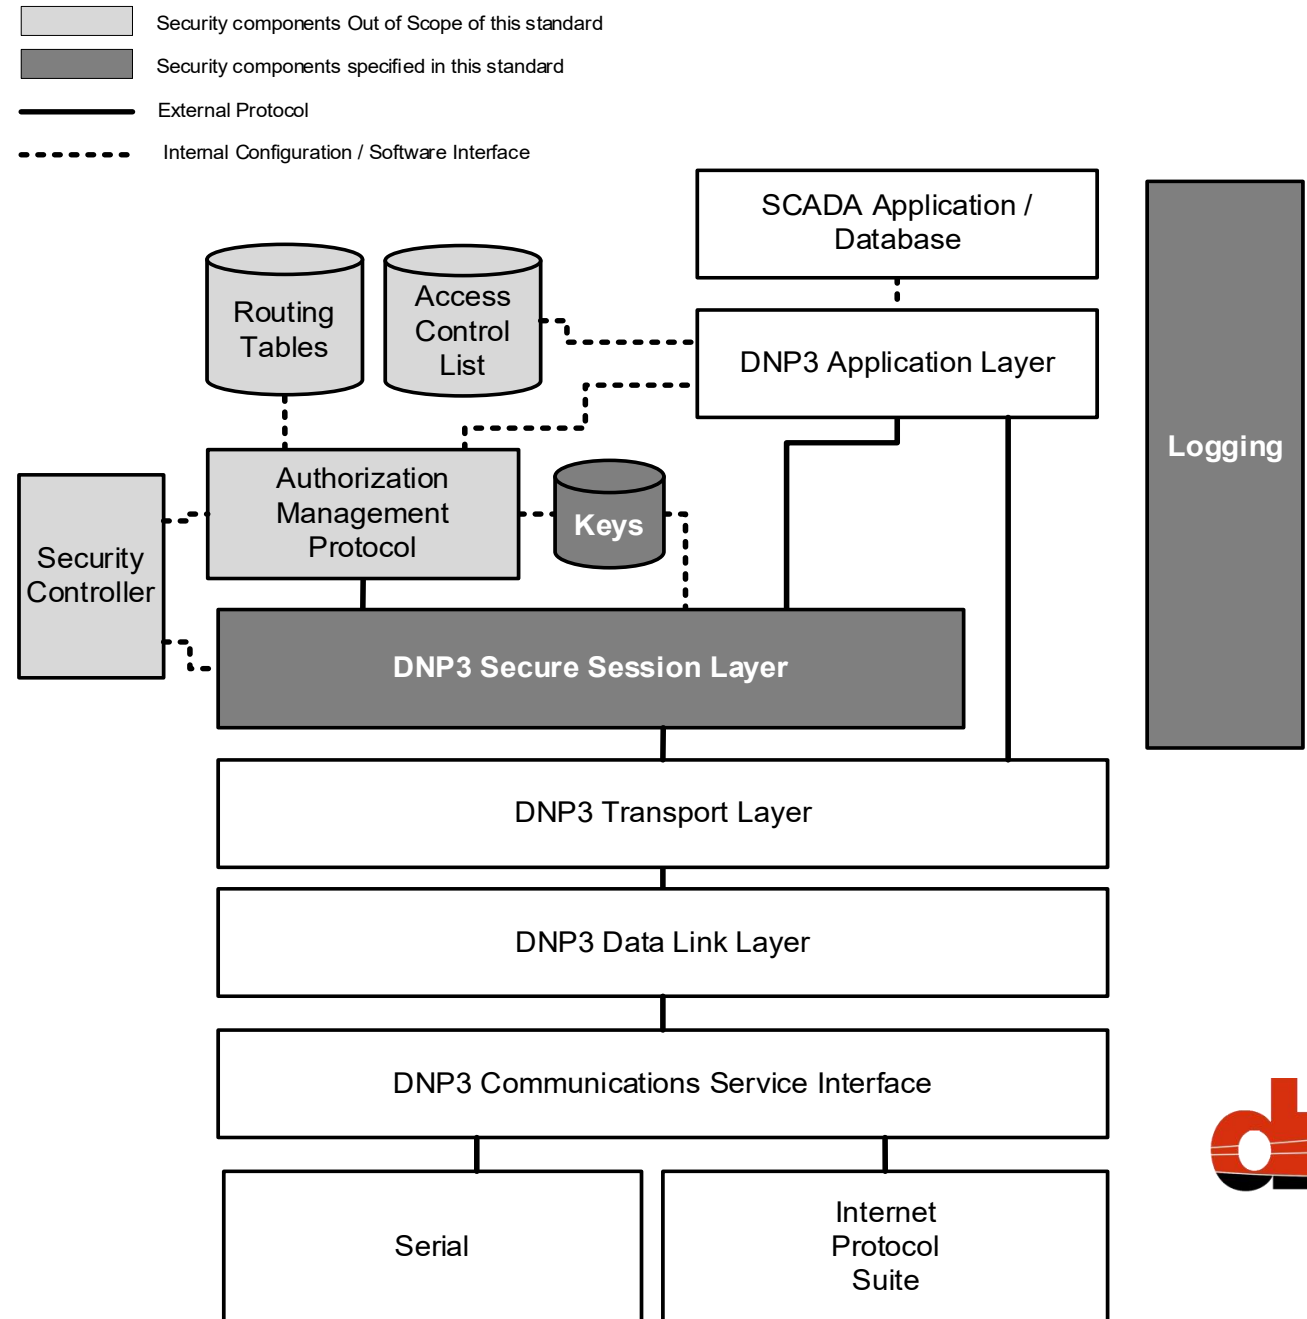 Security components Out of Scope of this standard
Security components specified in this standard
External Protocol
Internal Configuration / Software Interface
SCADA Application /
Database
Routing
Tables
Access
Control
List
DNP3 Application Layer
Logging
Authorization
Management
Protocol
Keys
Security
Controller
DNP3 Secure Session Layer
DNP3 Transport Layer
DNP3 Data Link Layer
DNP3 Communications Service Interface
Serial
Internet
Protocol
Suite